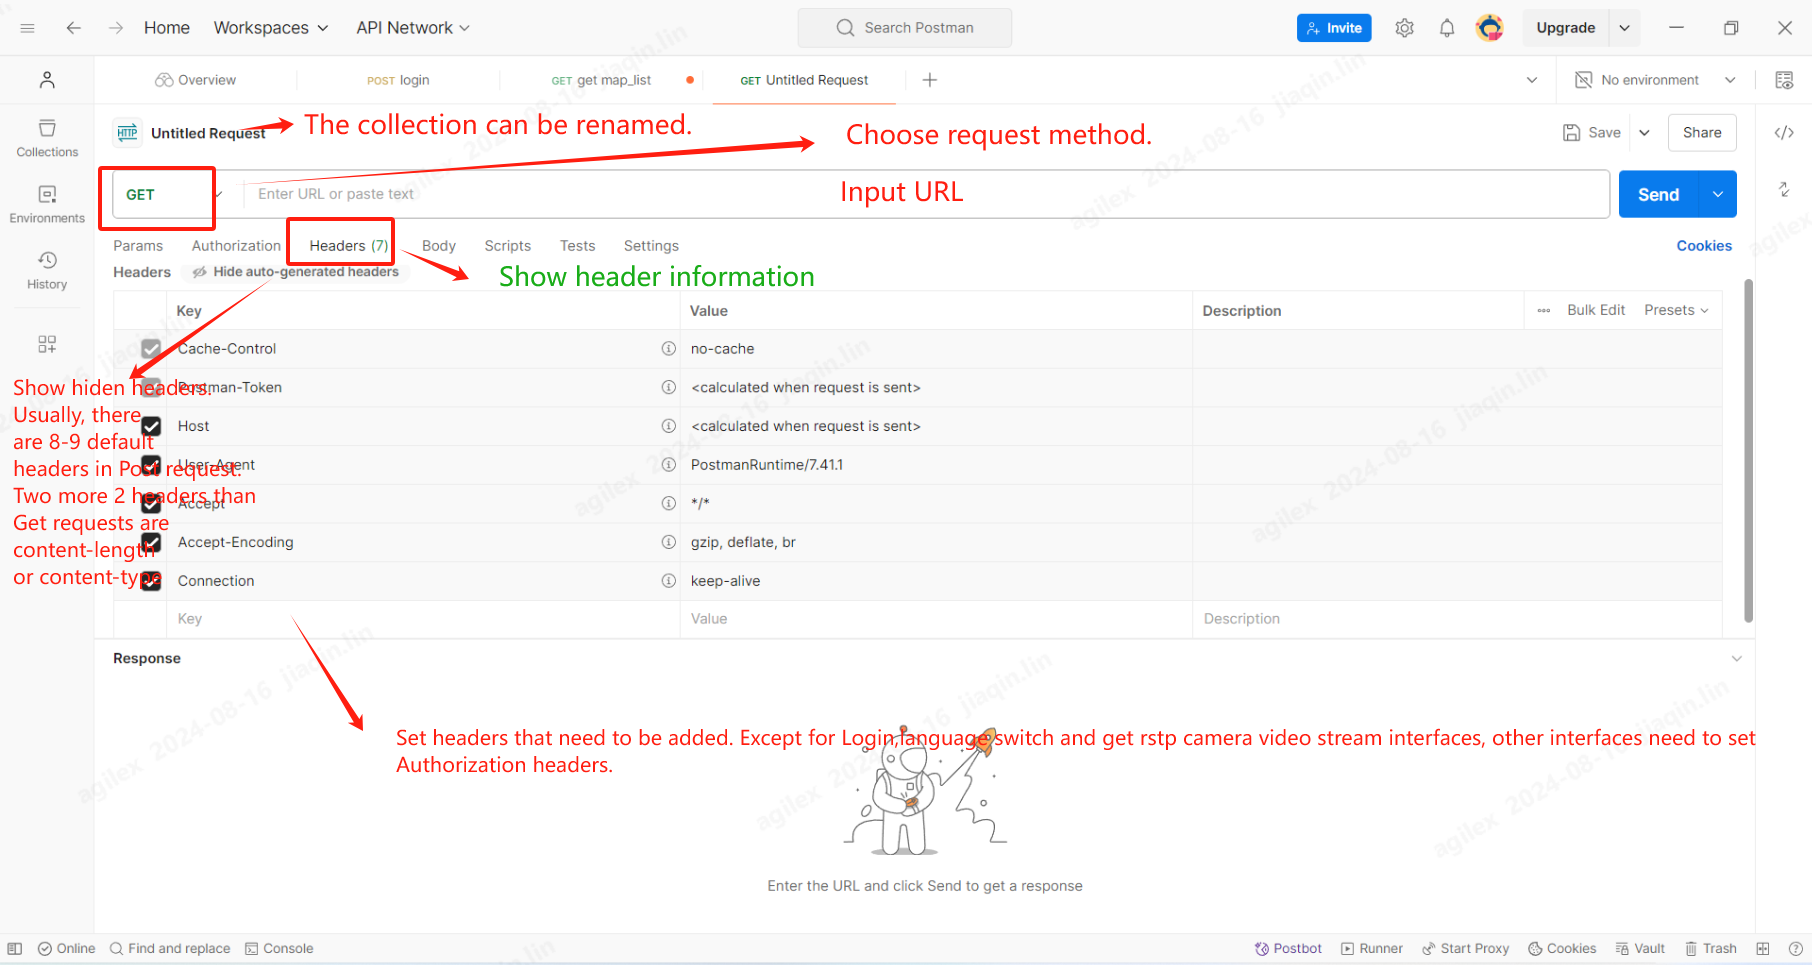 Home Workspaces API Network Search Postman Invite Upgrade
Overview POST login GET get map_list GET Untitled Request No environment
HTTP Untitled Request The collection can be renamed. Choose request method. Save Share
Collections
GET Enter URL or paste text Input URL Send
Environments
Params Authorization Headers (7) Body Scripts Tests Settings Cookies
Headers Hide auto-generated headers Show header information
History
Key Value Description Bulk Edit Presets
Cache-Control no-cache
Postman-Token <calculated when request is sent>
Host <calculated when request is sent>
User-Agent PostmanRuntime/7.41.1
Accept */*
Accept-Encoding gzip, deflate, br
Connection keep-alive
Key Value Description
Show hiden headers.
Usually, there
are 8-9 default
headers in Post request.
Two more 2 headers than
Get requests are
content-length
or content-type
Response
Set headers that need to be added. Except for Login,language switch and get rstp camera video stream interfaces, other interfaces need to set
Authorization headers.
Enter the URL and click Send to get a response
Online Find and replace Console Postbot Runner Start Proxy Cookies Vault Trash
agilex 2024-08-16 jiaqin.lin